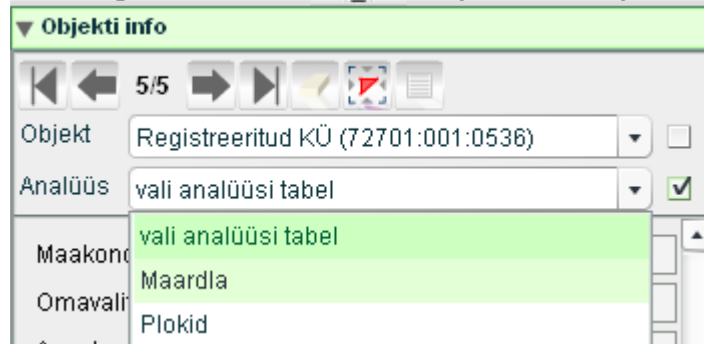 Objekti info
5/5
Objekt Registreeritud KÜ (72701:001:0536)
Analüüs vali analüüsi tabel
vali analüüsi tabel
Maardla
Plokid